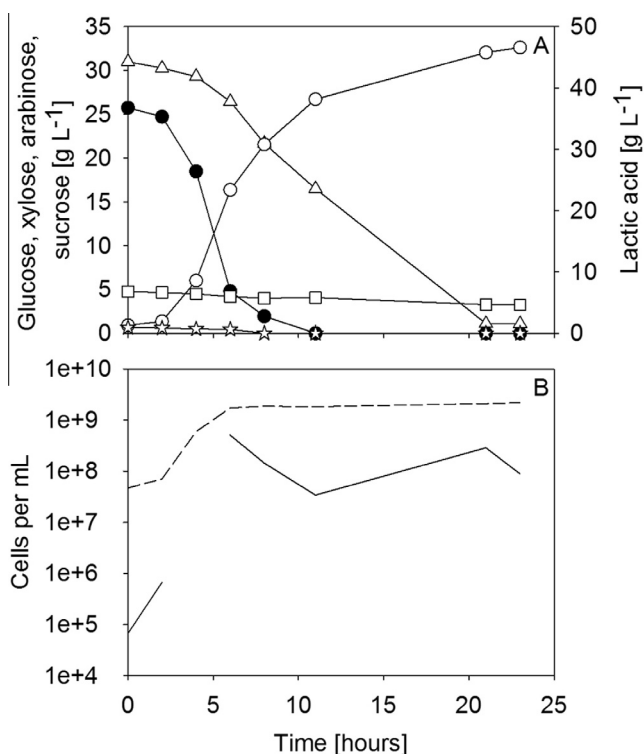 Glucose, xylose, arabinose,
sucrose [g L-1]
35
30
25
20
15
10
5
0
A
50
40
30
20
10
0
Lactic acid [g L-1]
B
Cells per mL
1e+10
1e+9
1e+8
1e+7
1e+6
1e+5
1e+4
0 5 10 15 20 25
Time [hours]